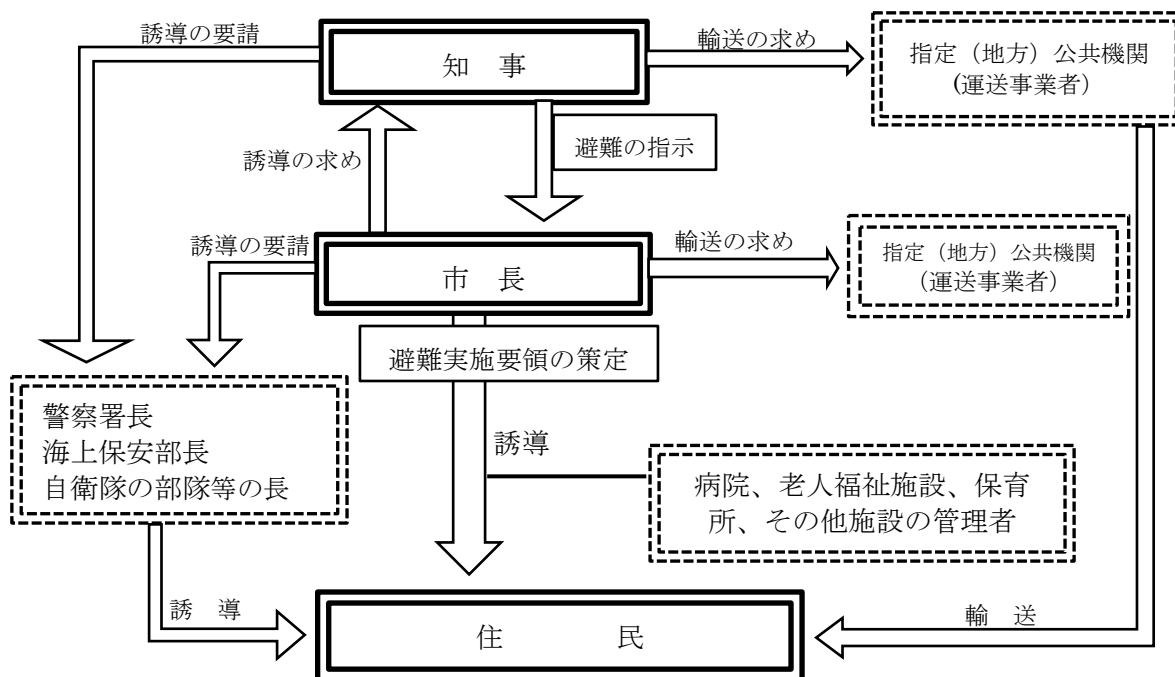 誘導の要請
知　事
輸送の求め
指定（地方）公共機関
(運送事業者）
誘導の求め
避難の指示
誘導の要請
市　長
輸送の求め
指定（地方）公共機関
（運送事業者）
避難実施要領の策定
警察署長
海上保安部長
自衛隊の部隊等の長
誘導
病院、老人福祉施設、保育
所、その他施設の管理者
誘　導
住　　　民
輸　送